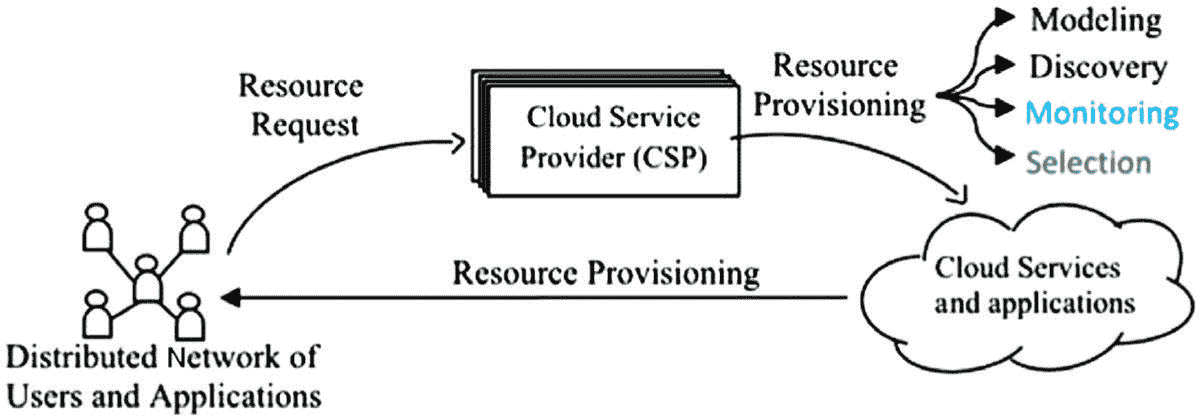 Resource
Request
Cloud Service
Provider (CSP)
Resource
Provisioning
Modeling
Discovery
Monitoring
Selection
Resource Provisioning
Cloud Services
and applications
Distributed Network of
Users and Applications